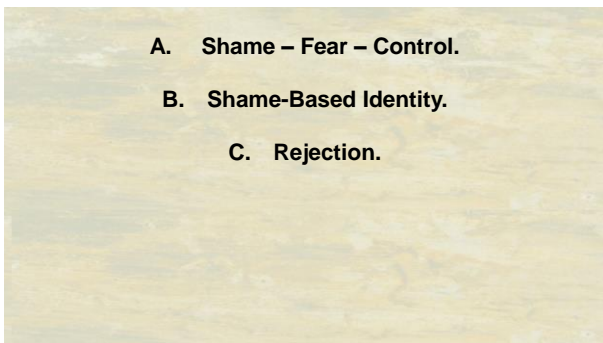 A. Shame – Fear – Control.
B. Shame-Based Identity.
C. Rejection.